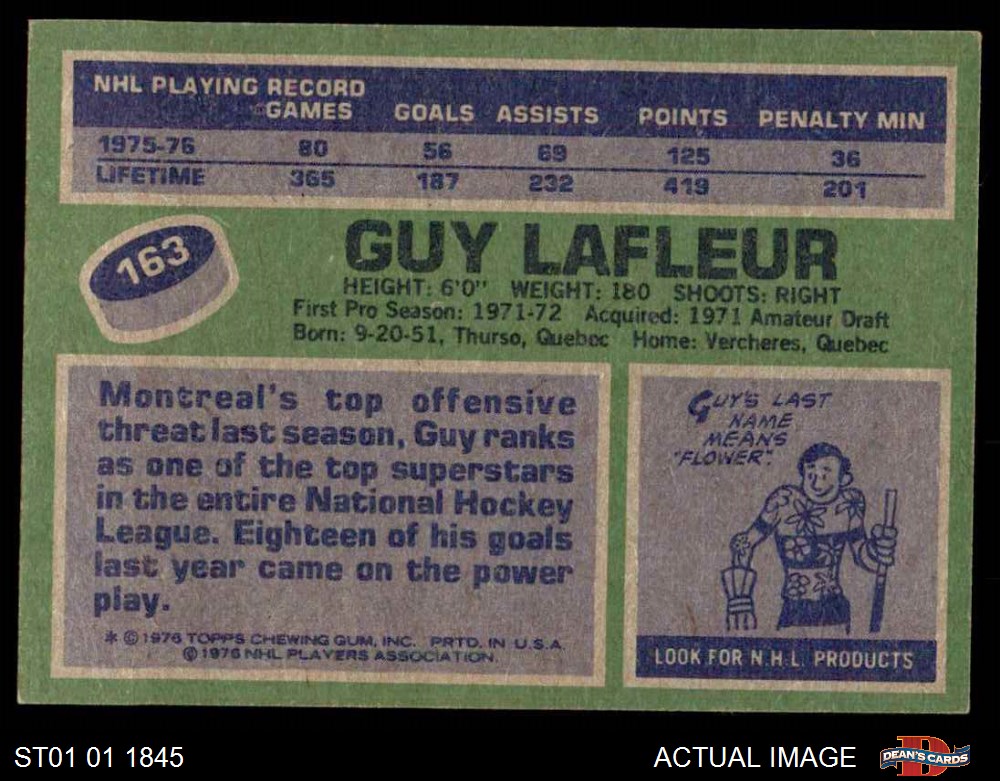 NHL PLAYING RECORD
GAMES GOALS ASSISTS POINTS PENALTY MIN
1975-76 80 56 69 125 36
LIFETIME 365 187 232 419 201
163
GUY LAFLEUR
HEIGHT: 6'0" WEIGHT: 180 SHOOTS: RIGHT
First Pro Season: 1971-72 Acquired: 1971 Amateur Draft
Born: 9-20-51, Thurso, Quebec Home: Vercheres, Quebec
Montreal's top offensive
threat last season, Guy ranks
as one of the top superstars
in the entire National Hockey
League. Eighteen of his goals
last year came on the power
play.
* © 1976 TOPPS CHEWING GUM, INC. PRTD. IN U.S.A.
© 1976 NHL PLAYERS ASSOCIATION.
GUY'S LAST
NAME
MEANS
"FLOWER".
LOOK FOR N.H.L. PRODUCTS
ST01 01 1845
ACTUAL IMAGE
D
DEAN'S CARDS